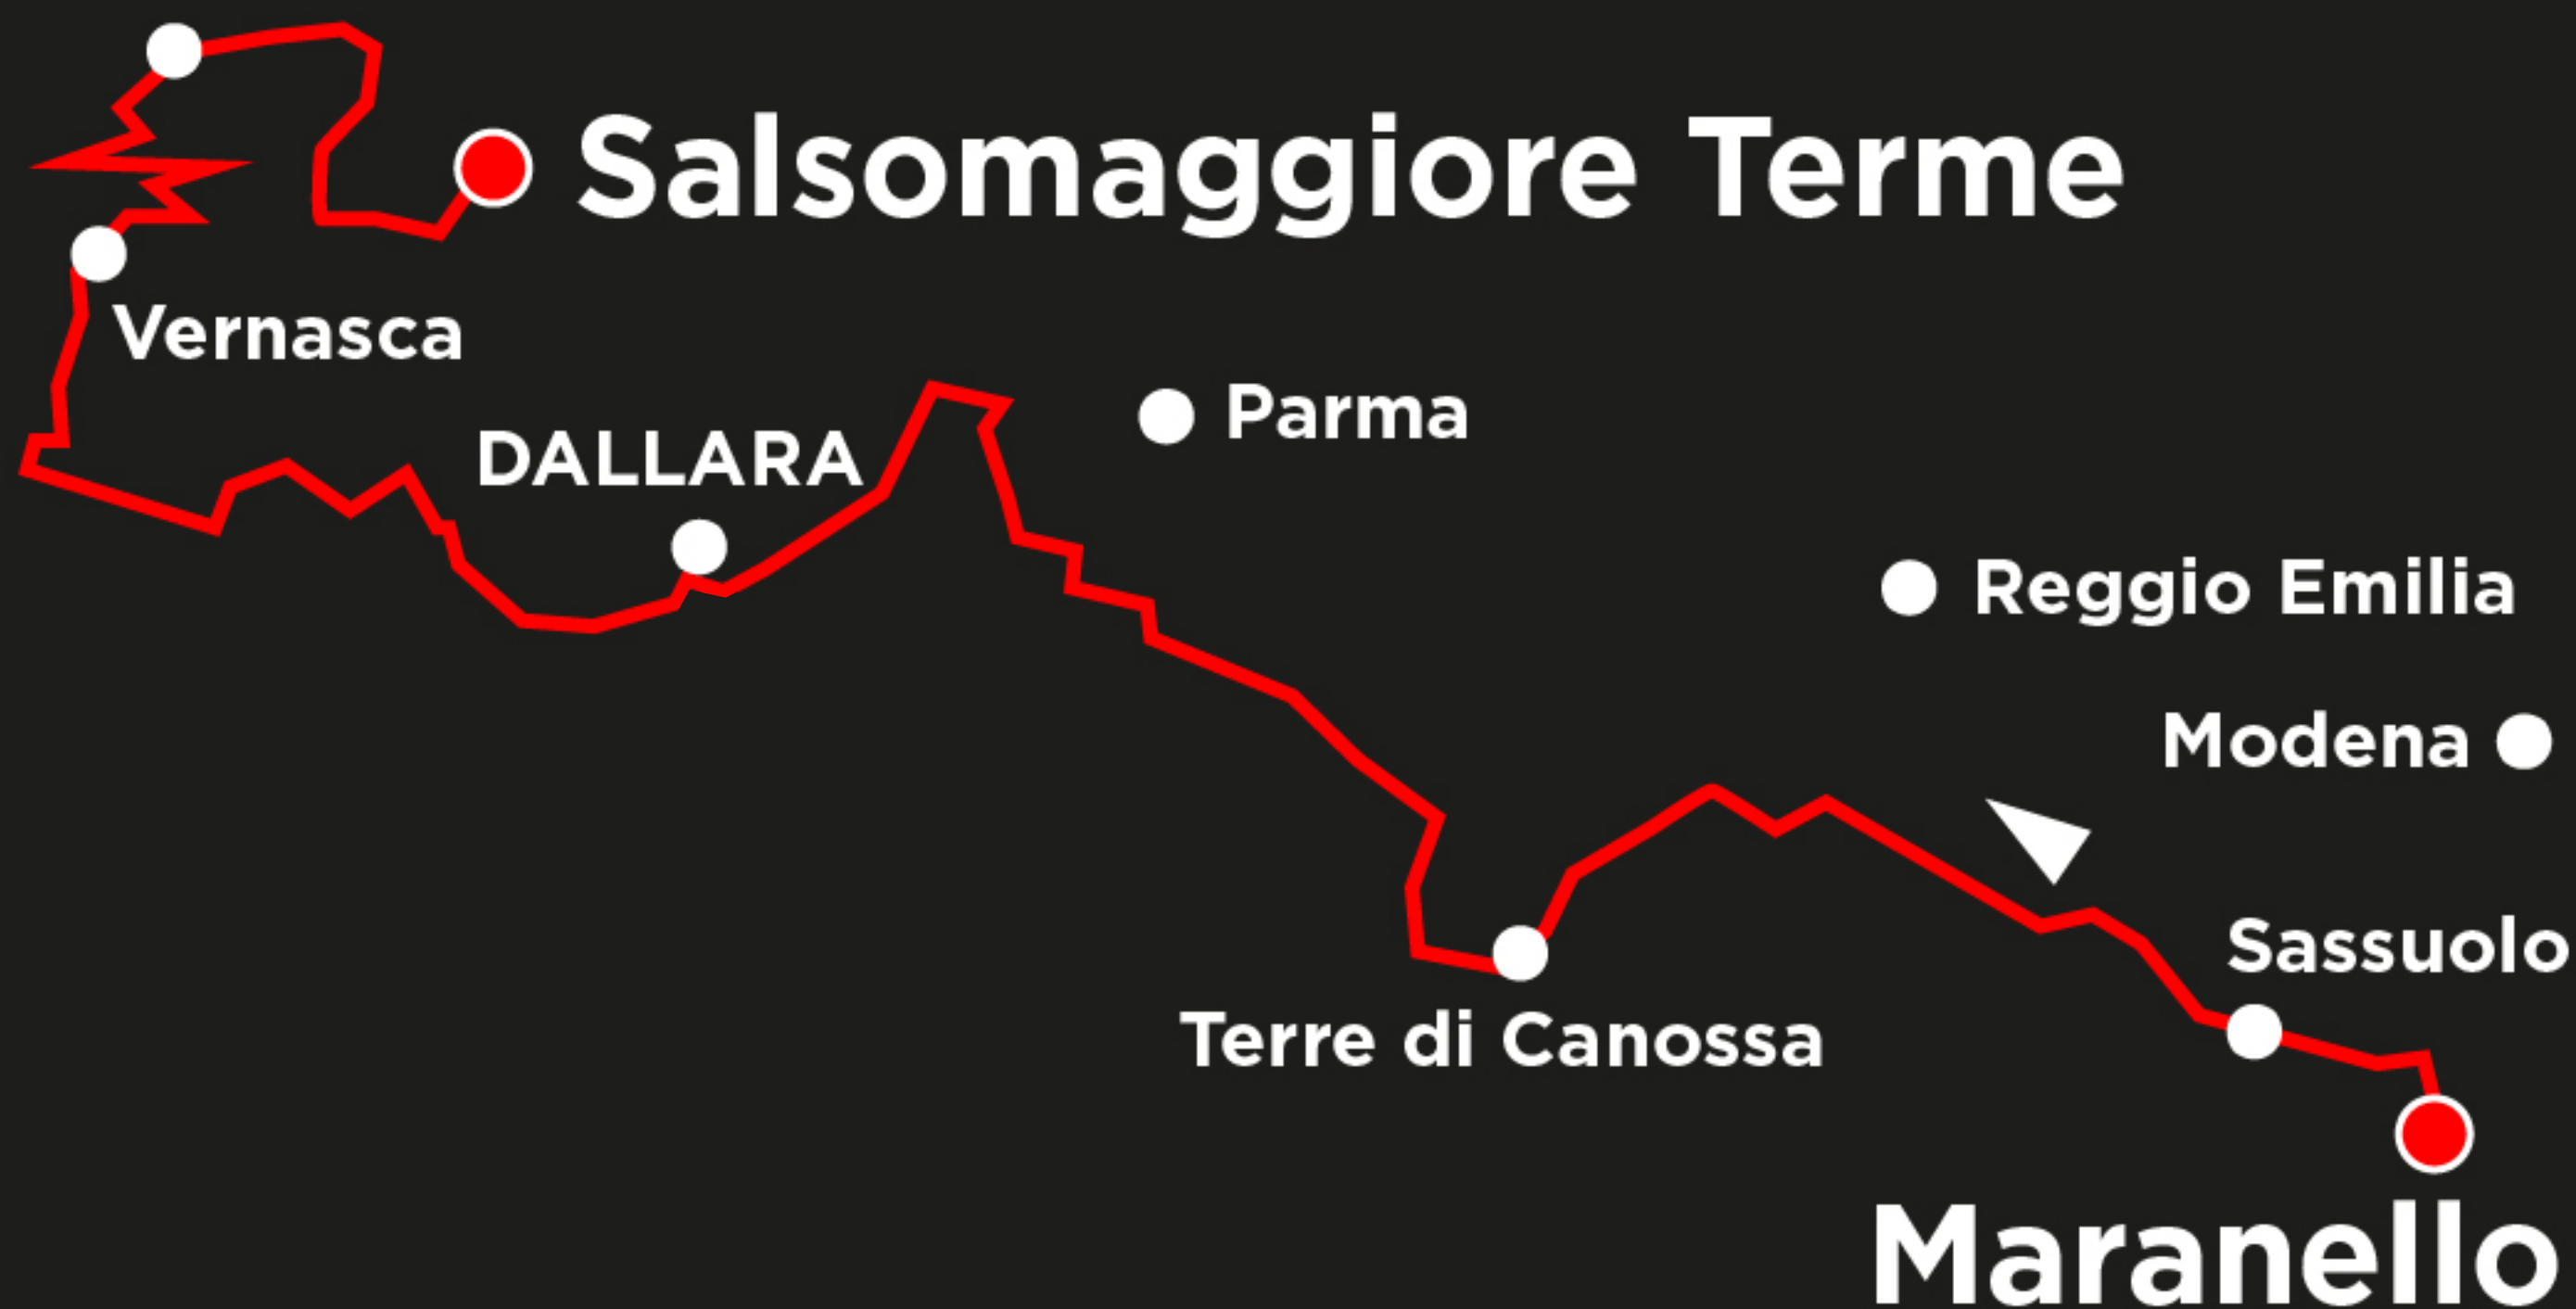 Salsomaggiore Terme
Vernasca
Parma
DALLARA
Reggio Emilia
Modena
Sassuolo
Terre di Canossa
Maranello